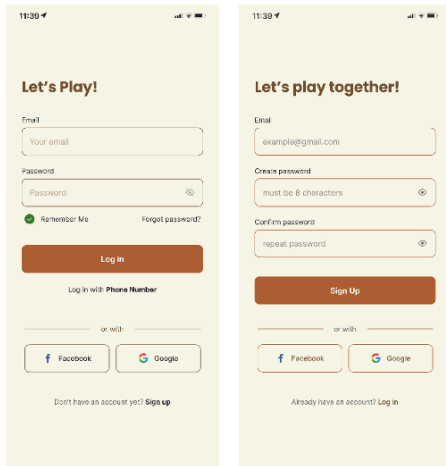 11:39
Let's Play!
Email
Your email
Password
Password
Remember Me
Forgot password?
Log in
Log in with Phone Number
or with
Facebook
Google
Don't have an account yet? Sign up
11:39
Let's play together!
Email
example@gmail.com
Create password
must be 8 characters
Confirm password
repeat password
Sign Up
or with
Facebook
Google
Already have an account? Log in